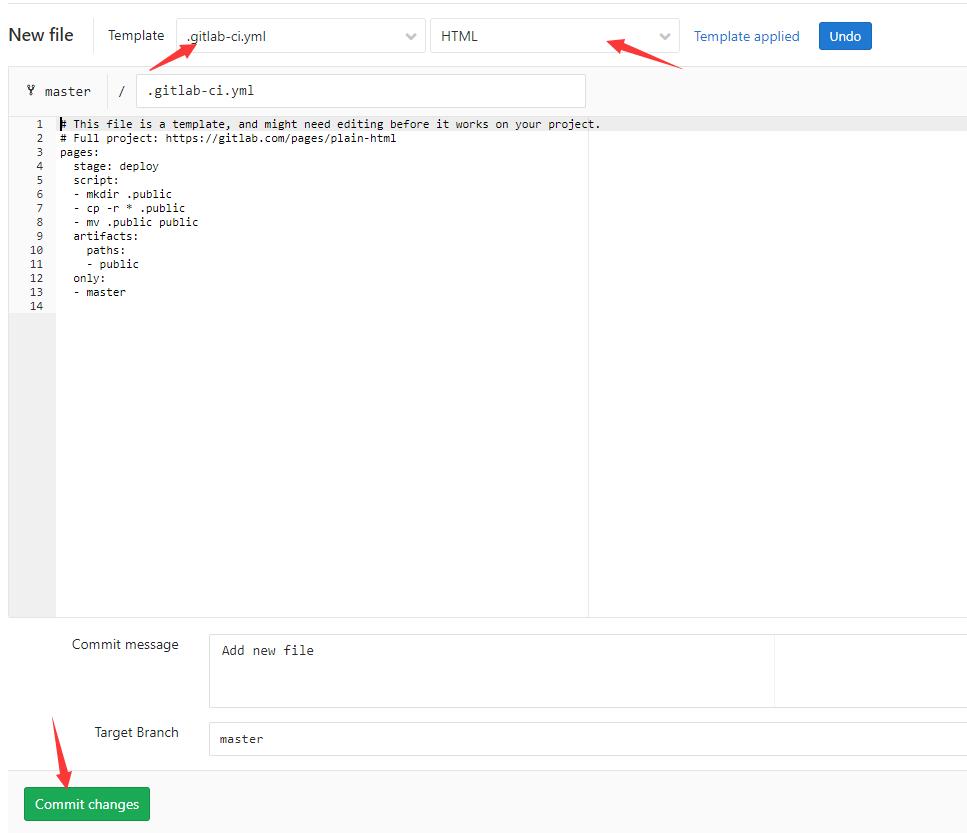 New file Template .gitlab-ci.yml HTML Template applied Undo
master / .gitlab-ci.yml
1 # This file is a template, and might need editing before it works on your project.
2 # Full project: https://gitlab.com/pages/plain-html
3 pages:
4   stage: deploy
5   script:
6   - mkdir .public
7   - cp -r * .public
8   - mv .public public
9   artifacts:
10     paths:
11     - public
12   only:
13   - master
14
Commit message Add new file
Target Branch master
Commit changes